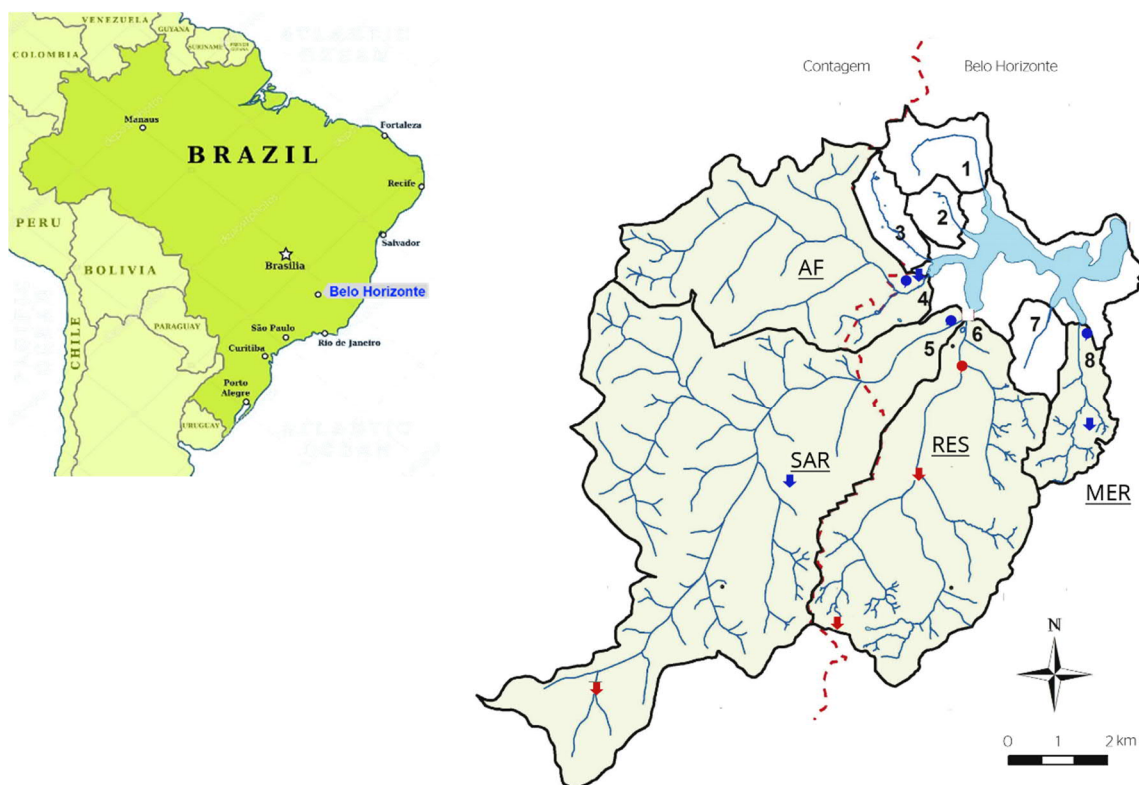 VENEZUELA
GUYANA
SURINAME
COLOMBIA
Manaus
Fortaleza
BRAZIL
Recife
PERU
Salvador
Brasilia
BOLIVIA
Belo Horizonte
PARAGUAY
São Paulo
Rio de Janeiro
CHILE
Curitiba
Porto
Alegre
URUGUAY
Contagem
Belo Horizonte
1
2
3
AF
4
5
6
7
8
SAR
RES
MER
N
0 1 2 km